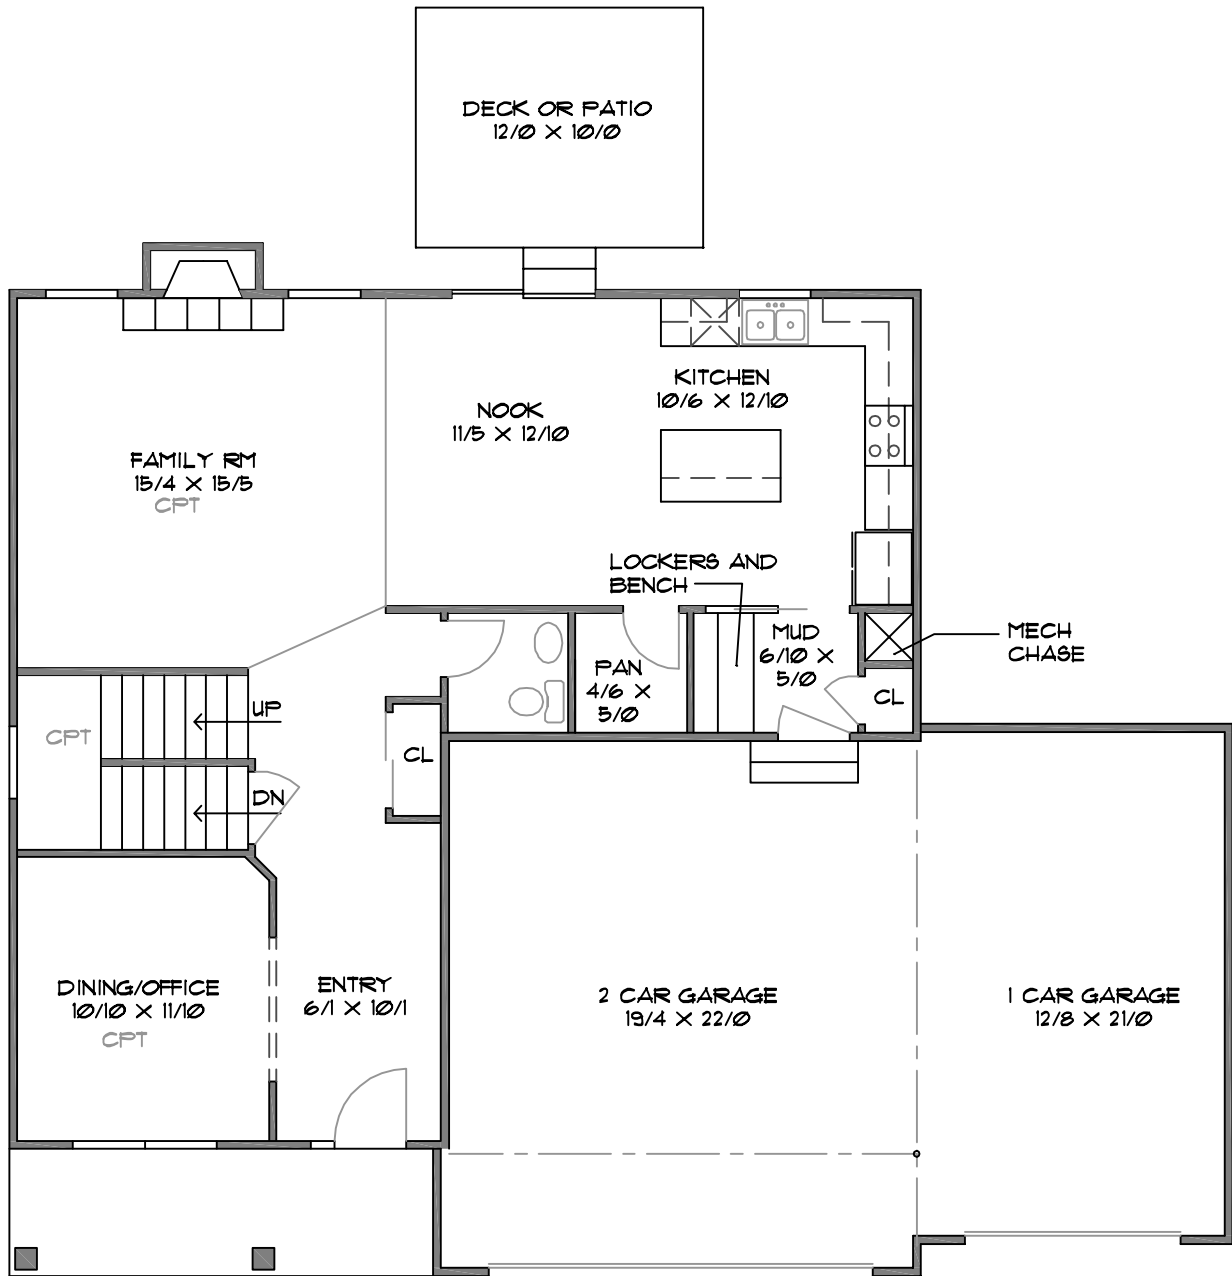 DECK OR PATIO
12/0 X 10/0
KITCHEN
10/6 X 12/10
NOOK
11/5 X 12/10
FAMILY RM
15/4 X 15/5
CPT
LOCKERS AND
BENCH
MUD
6/10 X
5/0
MECH
CHASE
PAN
4/6 X
5/0
CL
UP
CPT
CL
DN
DINING/OFFICE
10/10 X 11/10
CPT
ENTRY
6/1 X 10/1
2 CAR GARAGE
19/4 X 22/0
1 CAR GARAGE
12/8 X 21/0